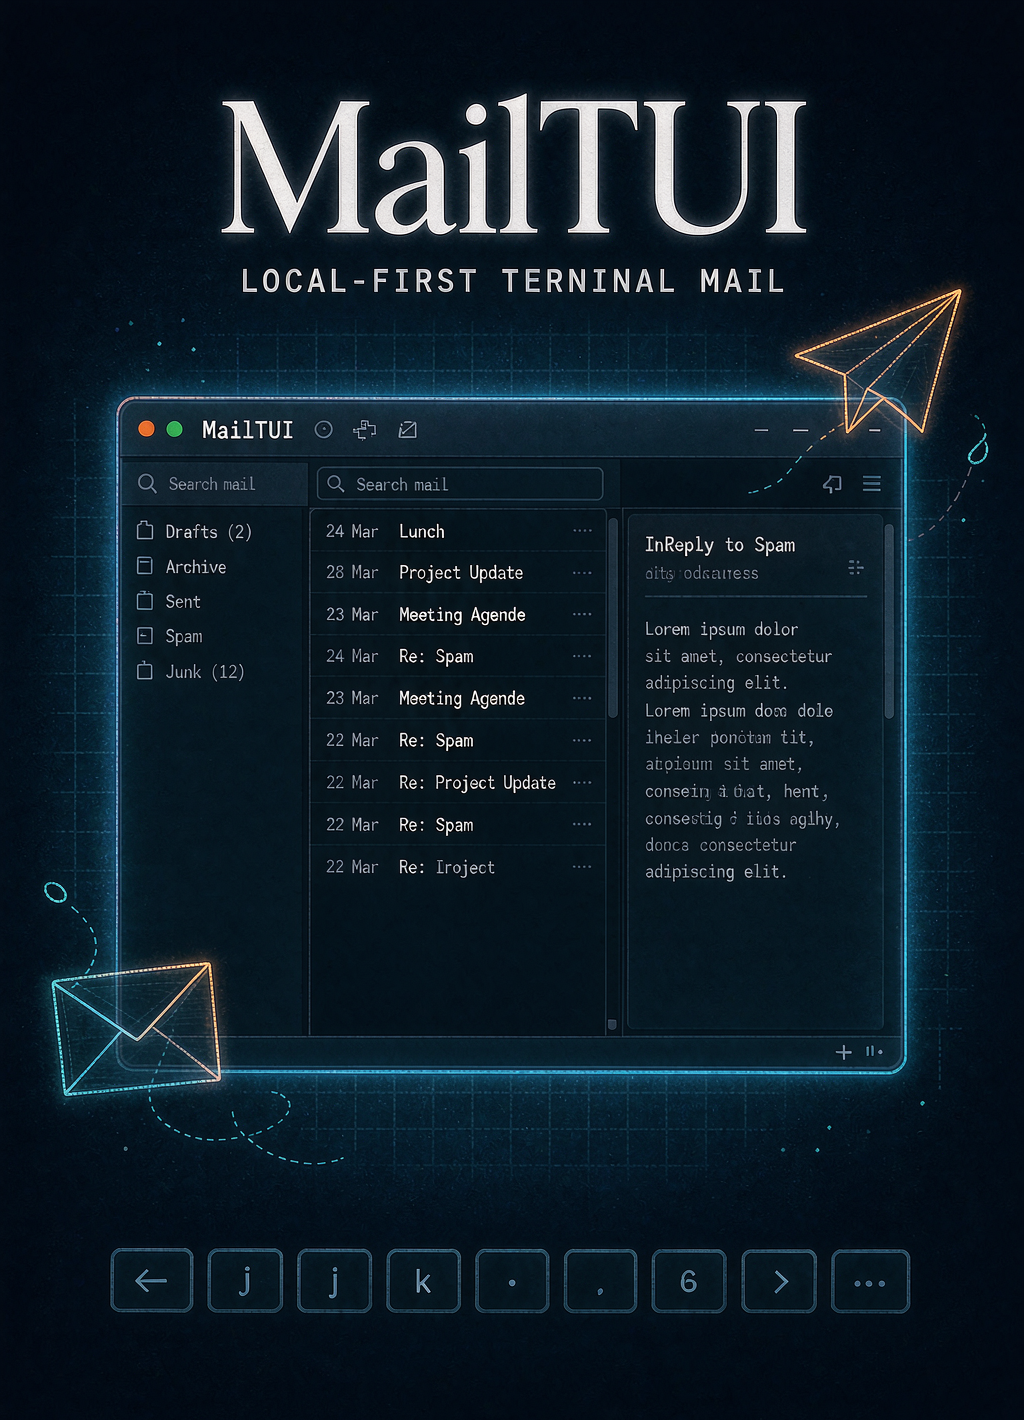 MailTUI
LOCAL-FIRST TERNINAL MAIL
MailTUI
Search mail
Search mail
Drafts (2)
Archive
Sent
Spam
Junk (12)
24 Mar Lunch
28 Mar Project Update
23 Mar Meeting Agende
24 Mar Re: Spam
23 Mar Meeting Agende
22 Mar Re: Spam
22 Mar Re: Project Update
22 Mar Re: Spam
22 Mar Re: Iroject
InReply to Spam
Lorem ipsum dolor
sit amet, consectetur
adipiscing elit.
Lorem ipsum dole
iheler tit,
sit amet,
hent,
aglhy,
consectetur
adipiscing elit.
← j j k · , 6 > ...